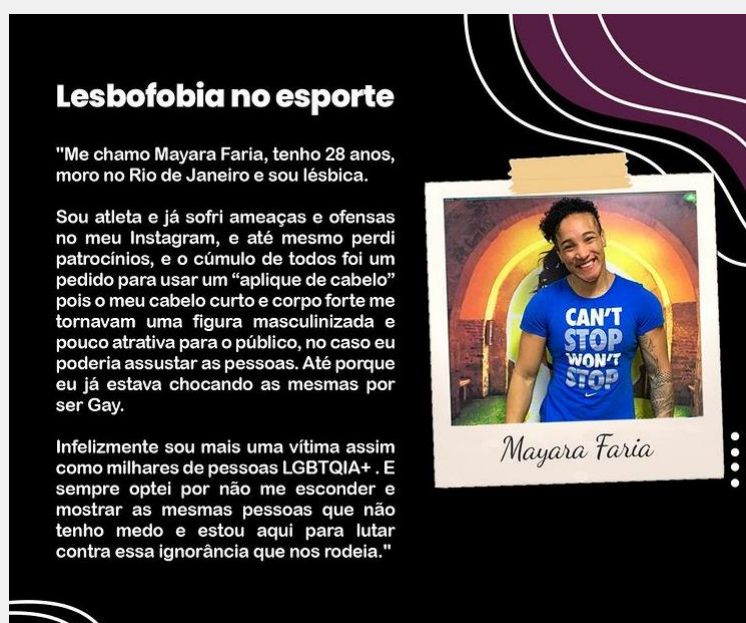 Lesbofobia no esporte
"Me chamo Mayara Faria, tenho 28 anos,
moro no Rio de Janeiro e sou lésbica.
Sou atleta e já sofri ameaças e ofensas
no meu Instagram, e até mesmo perdi
patrocínios, e o cúmulo de todos foi um
pedido para usar um “aplique de cabelo”
pois o meu cabelo curto e corpo forte me
tornavam uma figura masculinizada e
pouco atrativa para o público, no caso eu
poderia assustar as pessoas. Até porque
eu já estava chocando as mesmas por
ser Gay.
Infelizmente sou mais uma vítima assim
como milhares de pessoas LGBTQIA+ . E
sempre optei por não me esconder e
mostrar as mesmas pessoas que não
tenho medo e estou aqui para lutar
contra essa ignorância que nos rodeia."
CAN'T
STOP
WON'T
STOP
Mayara Faria